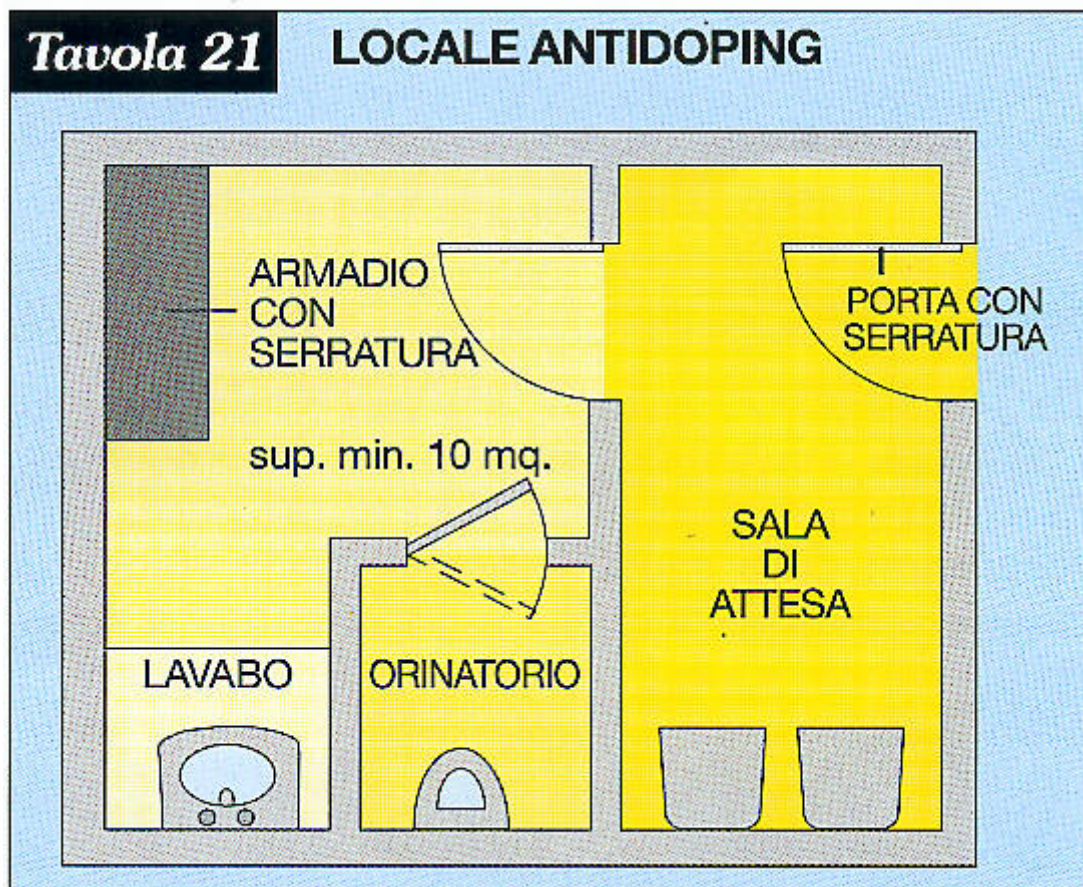 Tavola 21
LOCALE ANTIDOPING
ARMADIO
CON
SERRATURA
PORTA CON
SERRATURA
sup. min. 10 mq.
SALA
DI
ATTESA
LAVABO
ORINATORIO